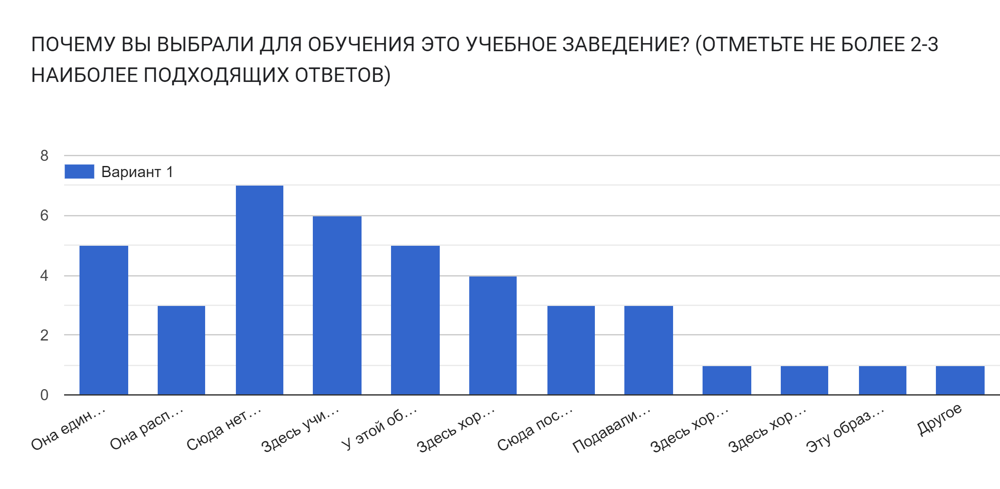 ПОЧЕМУ ВЫ ВЫБРАЛИ ДЛЯ ОБУЧЕНИЯ ЭТО УЧЕБНОЕ ЗАВЕДЕНИЕ? (ОТМЕТЬТЕ НЕ БОЛЕЕ 2-3
НАИБОЛЕЕ ПОДХОДЯЩИХ ОТВЕТОВ)
8
Вариант 1
6
4
2
0
Она един…
Она расп…
Сюда нет…
Здесь учи…
У этой об…
Здесь хор…
Сюда пос…
Подавали…
Здесь хор…
Здесь хор…
Эту образ…
Другое